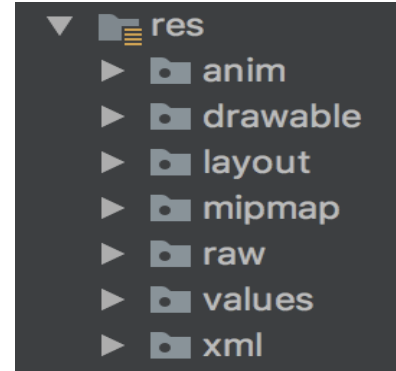 res
anim
drawable
layout
mipmap
raw
values
xml